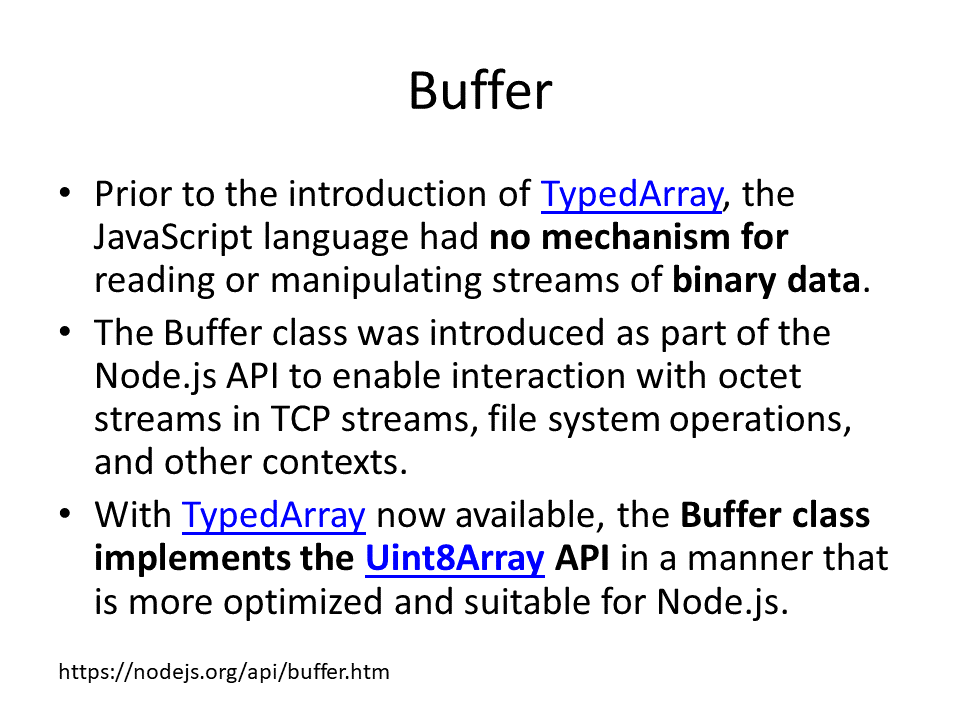 Buffer
• Prior to the introduction of TypedArray, the
JavaScript language had no mechanism for
reading or manipulating streams of binary data.
• The Buffer class was introduced as part of the
Node.js API to enable interaction with octet
streams in TCP streams, file system operations,
and other contexts.
• With TypedArray now available, the Buffer class
implements the Uint8Array API in a manner that
is more optimized and suitable for Node.js.
https://nodejs.org/api/buffer.htm